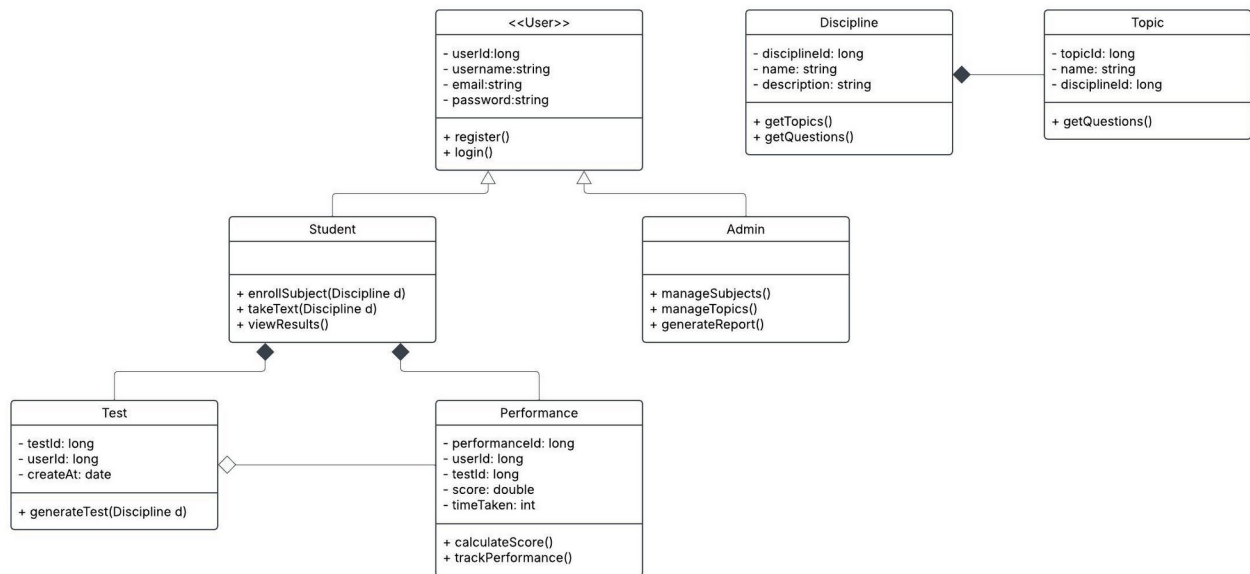 <<User>>
- userId:long
- username:string
- email:string
- password:string
+ register()
+ login()
Discipline
- disciplineId: long
- name: string
- description: string
+ getTopics()
+ getQuestions()
Topic
- topicId: long
- name: string
- disciplineId: long
+ getQuestions()
Student
+ enrollSubject(Discipline d)
+ takeText(Discipline d)
+ viewResults()
Admin
+ manageSubjects()
+ manageTopics()
+ generateReport()
Test
- testId: long
- userId: long
- createAt: date
+ generateTest(Discipline d)
Performance
- performanceId: long
- userId: long
- testId: long
- score: double
- timeTaken: int
+ calculateScore()
+ trackPerformance()